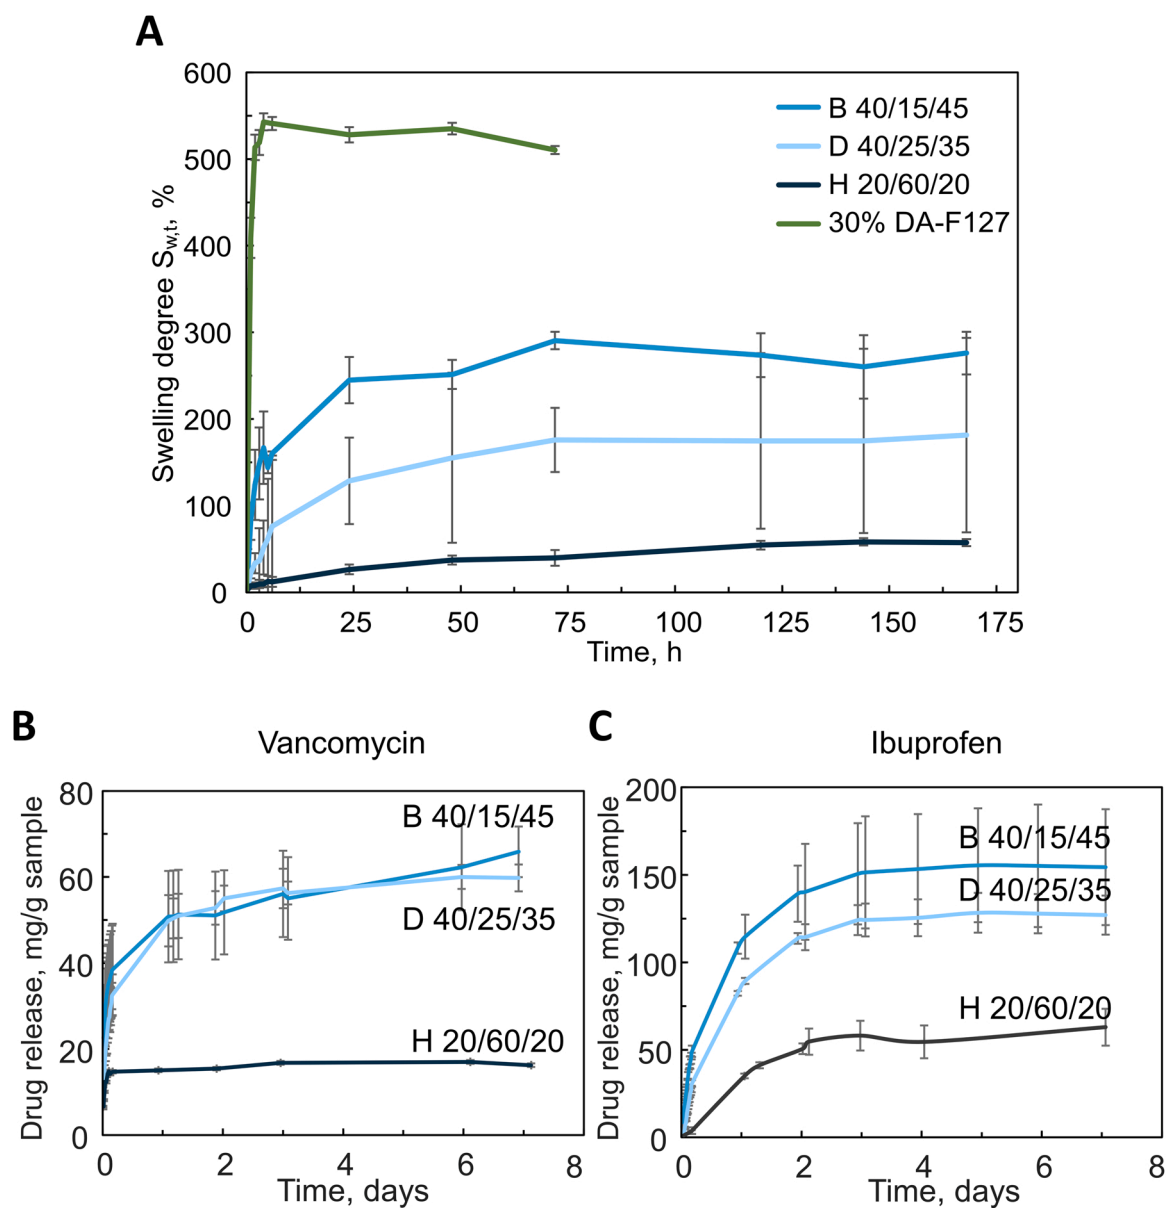 A
600
500
400
300
200
100
0
Swelling degree Sw,t, %
B 40/15/45
D 40/25/35
H 20/60/20
30% DA-F127
0 25 50 75 100 125 150 175
Time, h
B
Vancomycin
80
60
40
20
0
Drug release, mg/g sample
B 40/15/45
D 40/25/35
H 20/60/20
0 2 4 6 8
Time, days
C
Ibuprofen
200
150
100
50
0
Drug release, mg/g sample
B 40/15/45
D 40/25/35
H 20/60/20
0 2 4 6 8
Time, days